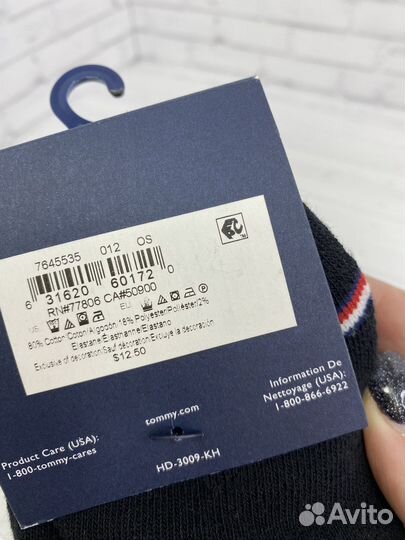 7645535 012 OS
6 31620 60172 0
RN#77806 CA#50900
US EU
80% Cotton/Coton/Algodón 18% Polyester/Poliéster/2%
Elastane/Élasthanne/Elastano
Exclusive of decoration/Sauf décoration/Excluye la decoración
$12.50
tommy.com
Product Care (USA):
1-800-tommy-cares
Information De
Nettoyage (USA):
1-800-866-6922
HD-3009-KH
Avito